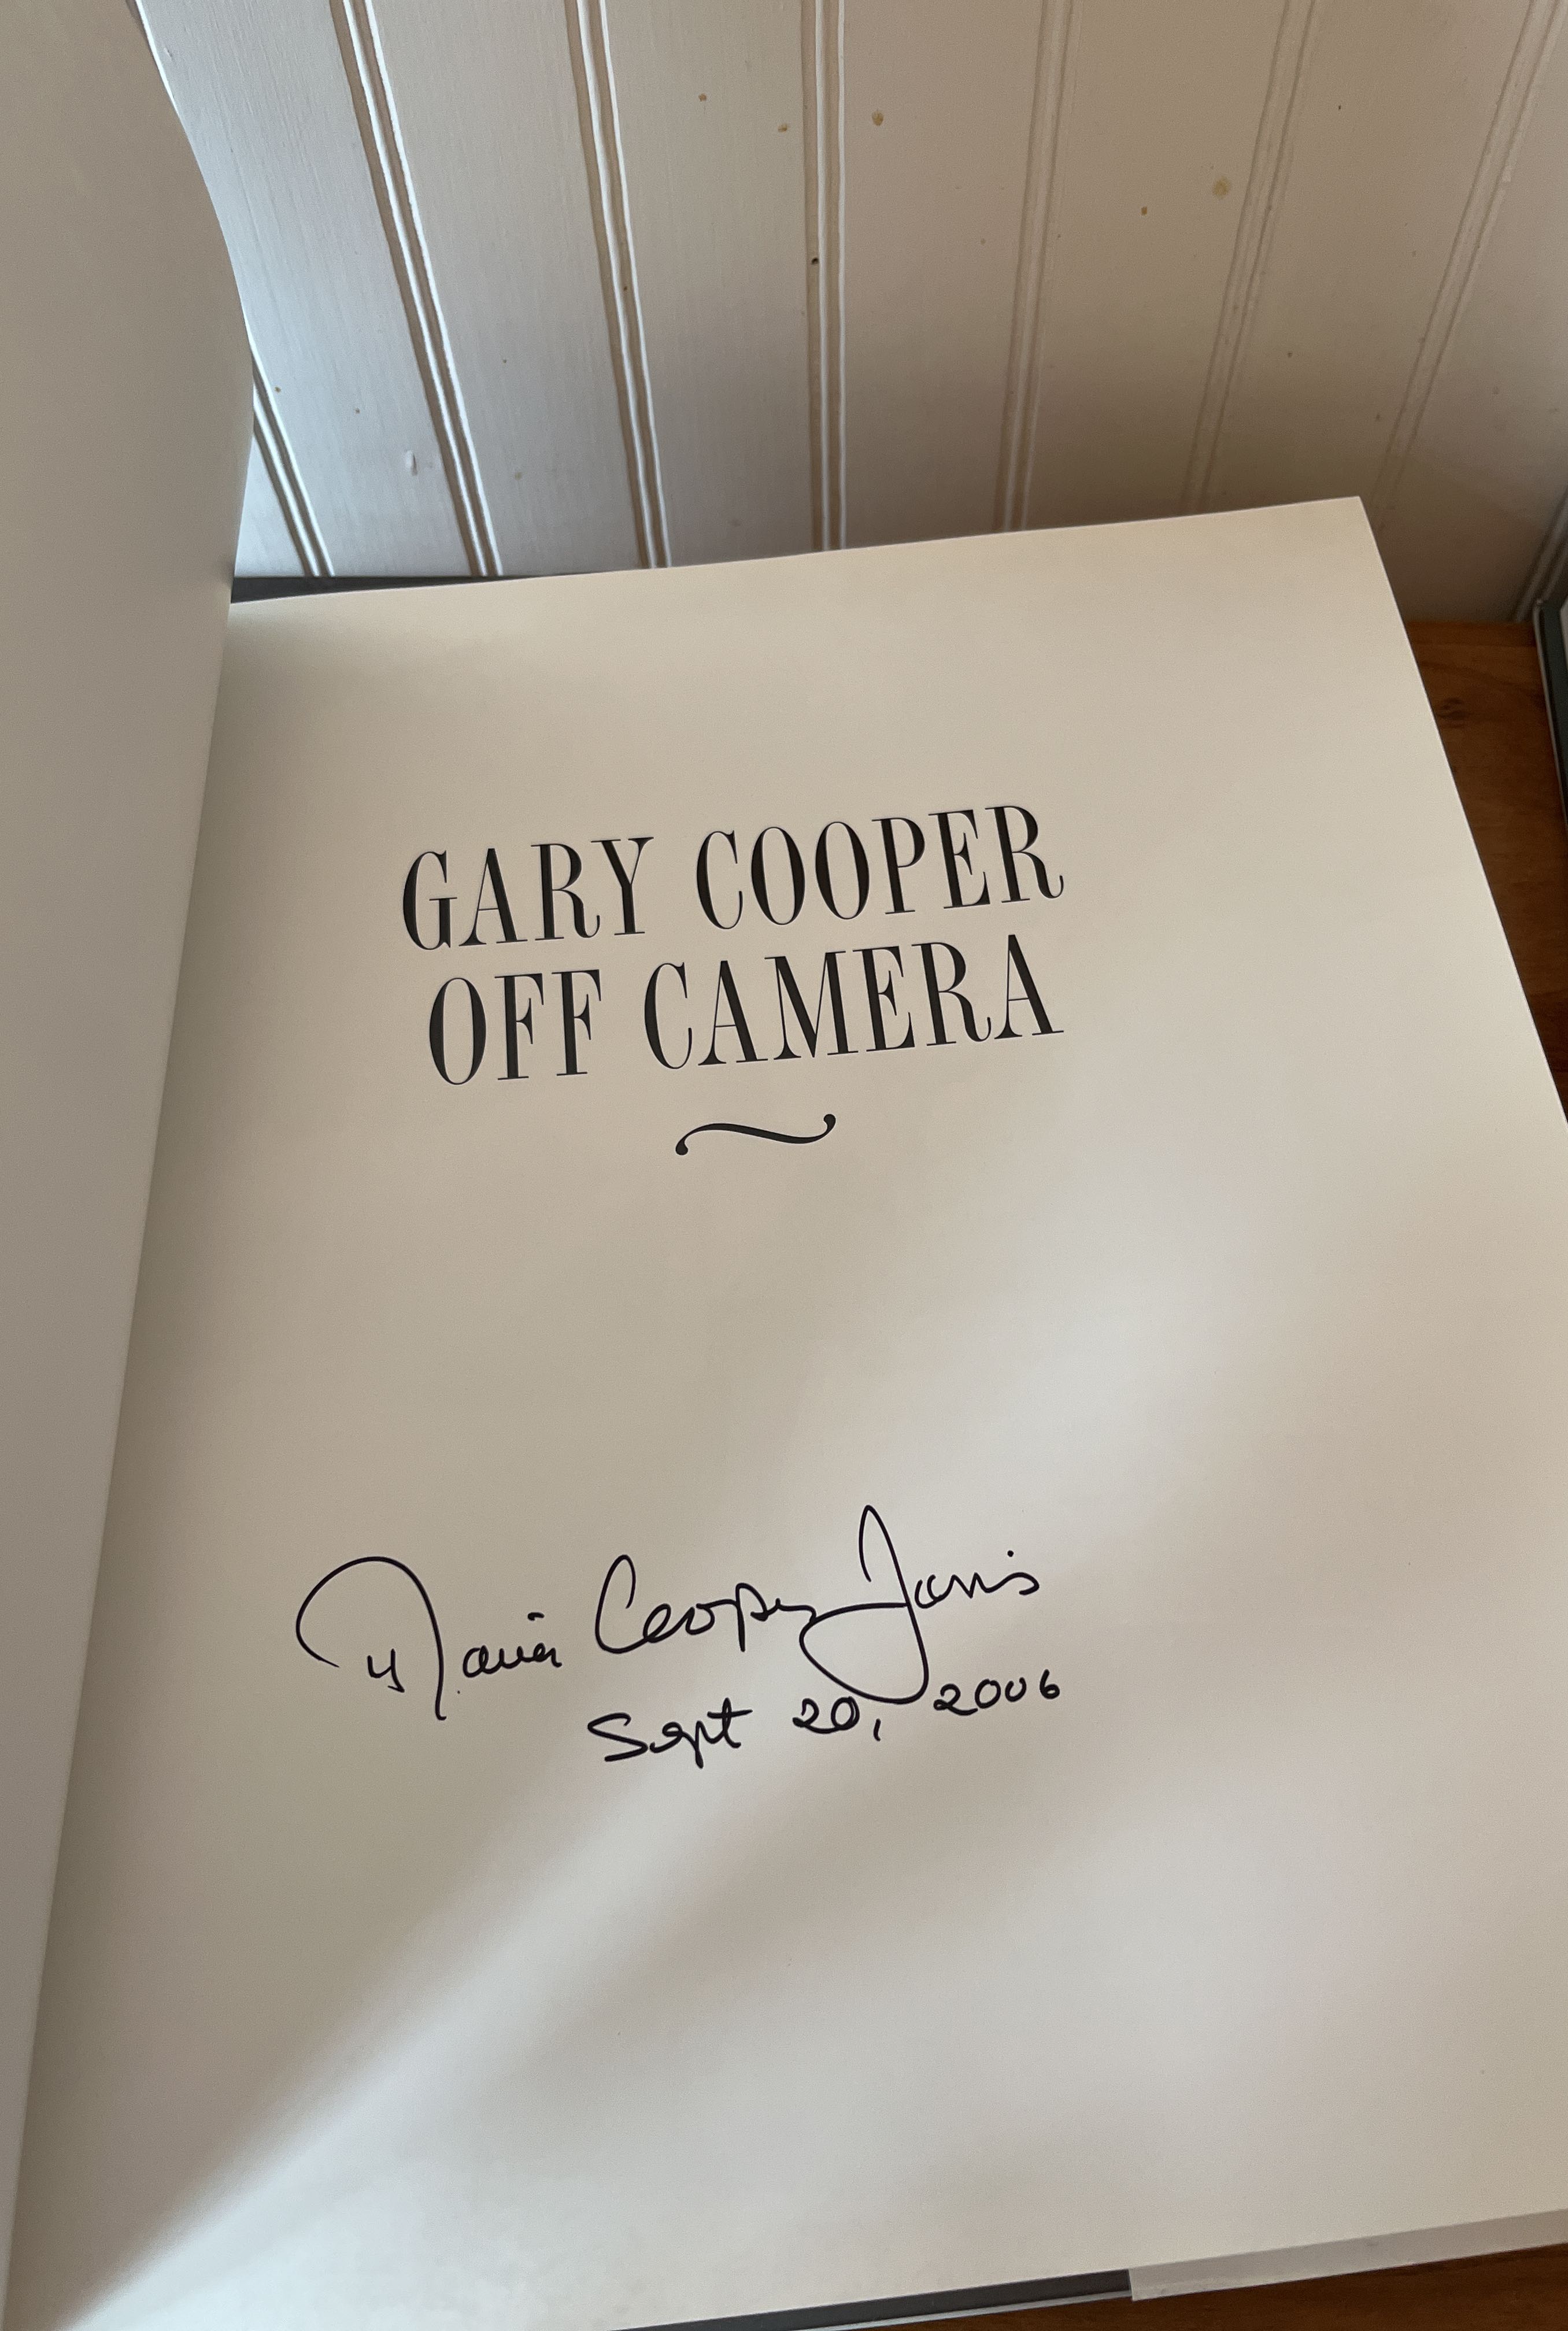 GARY COOPER
OFF CAMERA
Maria Cooper Janis
Sept 20, 2006